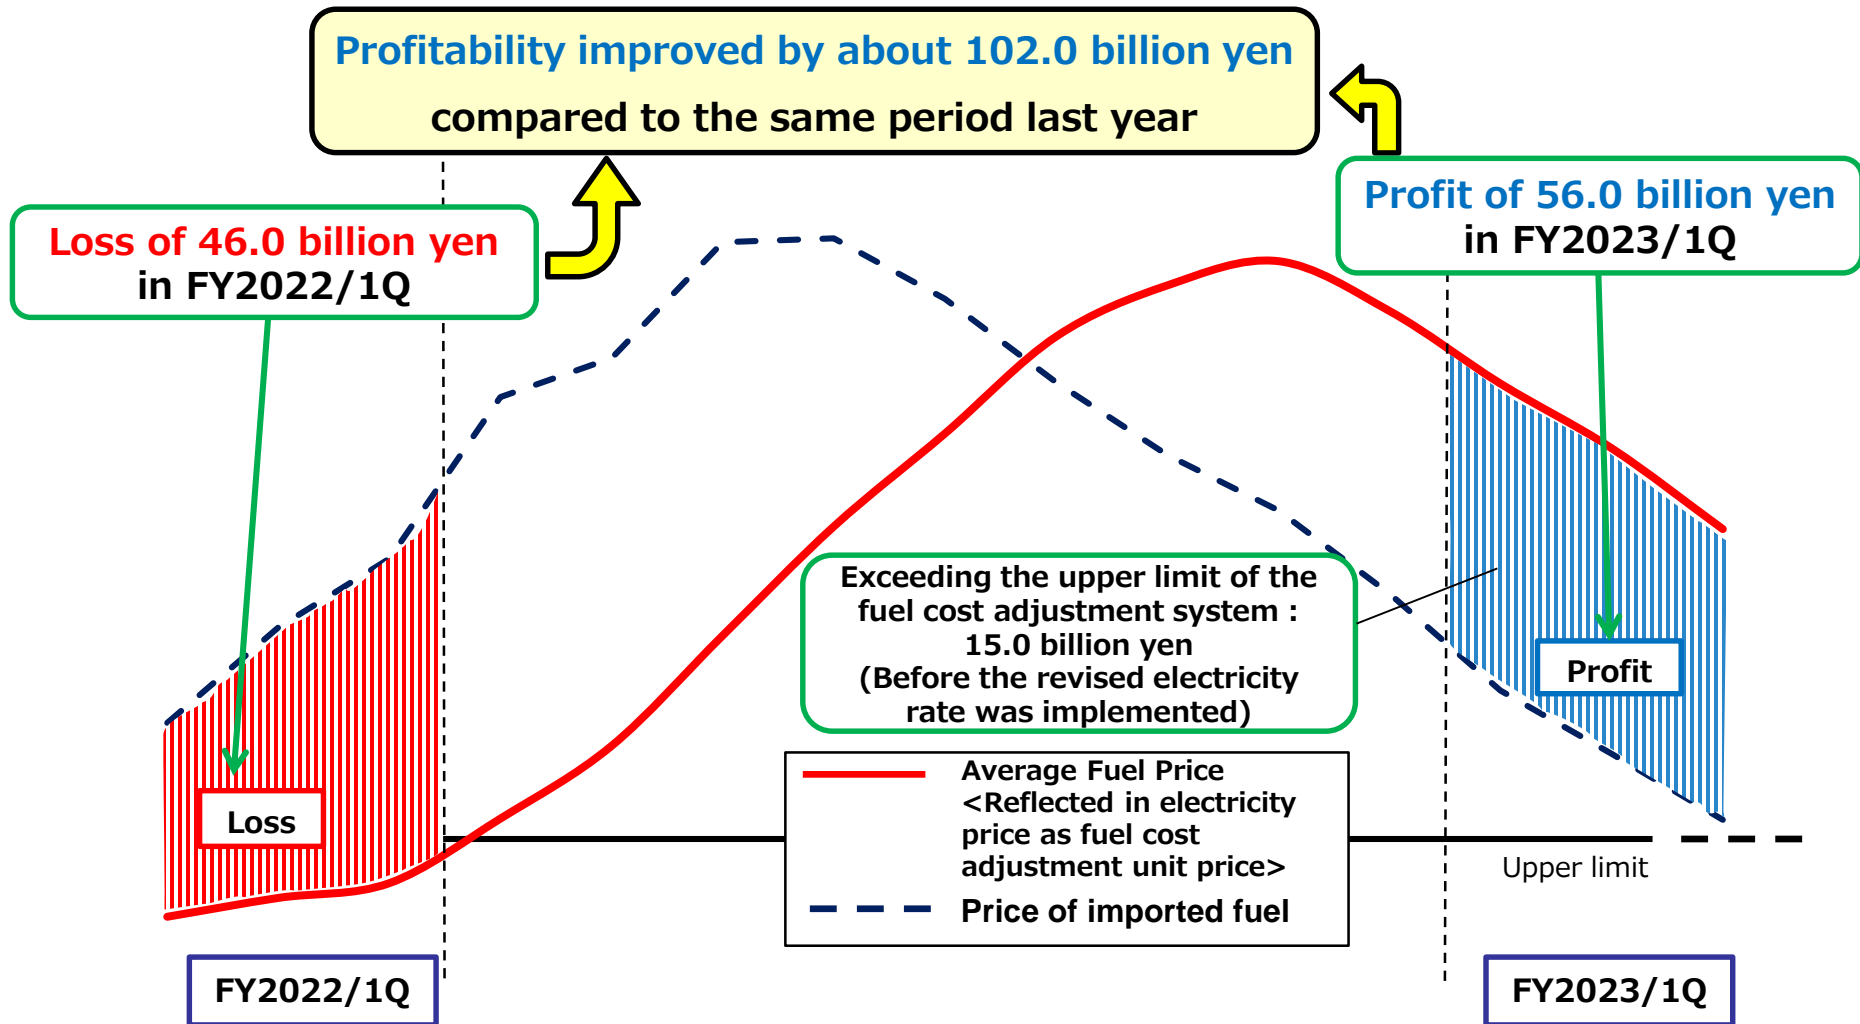 Profitability improved by about 102.0 billion yen
compared to the same period last year
Loss of 46.0 billion yen
in FY2022/1Q
Profit of 56.0 billion yen
in FY2023/1Q
Exceeding the upper limit of the
fuel cost adjustment system :
15.0 billion yen
(Before the revised electricity
rate was implemented)
Profit
Loss
Average Fuel Price
<Reflected in electricity
price as fuel cost
adjustment unit price>
Price of imported fuel
Upper limit
FY2022/1Q
FY2023/1Q